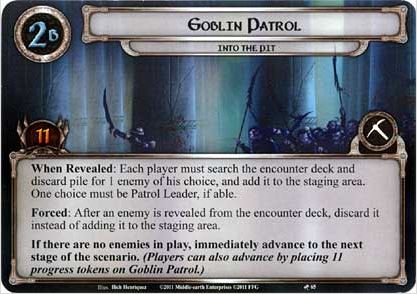 2B
Goblin Patrol
Into the Pit
11
When Revealed: Each player must search the encounter deck and
discard pile for 1 enemy of his choice, and add it to the staging area.
One choice must be Patrol Leader, if able.
Forced: After an enemy is revealed from the encounter deck, discard it
instead of adding it to the staging area.
If there are no enemies in play, immediately advance to the next
stage of the scenario. (Players can also advance by placing 11
progress tokens on Goblin Patrol.)
Illus. Rich Henriquez ©2011 Middle-earth Enterprises ©2011 FFG